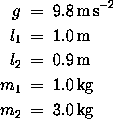 g = 9.8 m s⁻²
l₁ = 1.0 m
l₂ = 0.9 m
m₁ = 1.0 kg
m₂ = 3.0 kg